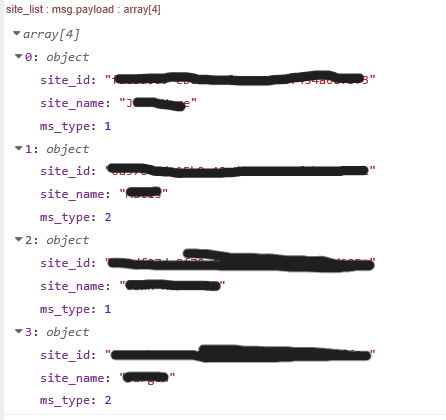 site_list : msg.payload : array[4]
array[4]
0: object
site_id: "
site_name: "J
ms_type: 1
1: object
site_id: "
site_name: "
ms_type: 2
2: object
site_id: "
site_name: "
ms_type: 1
3: object
site_id: "
site_name: "
ms_type: 2